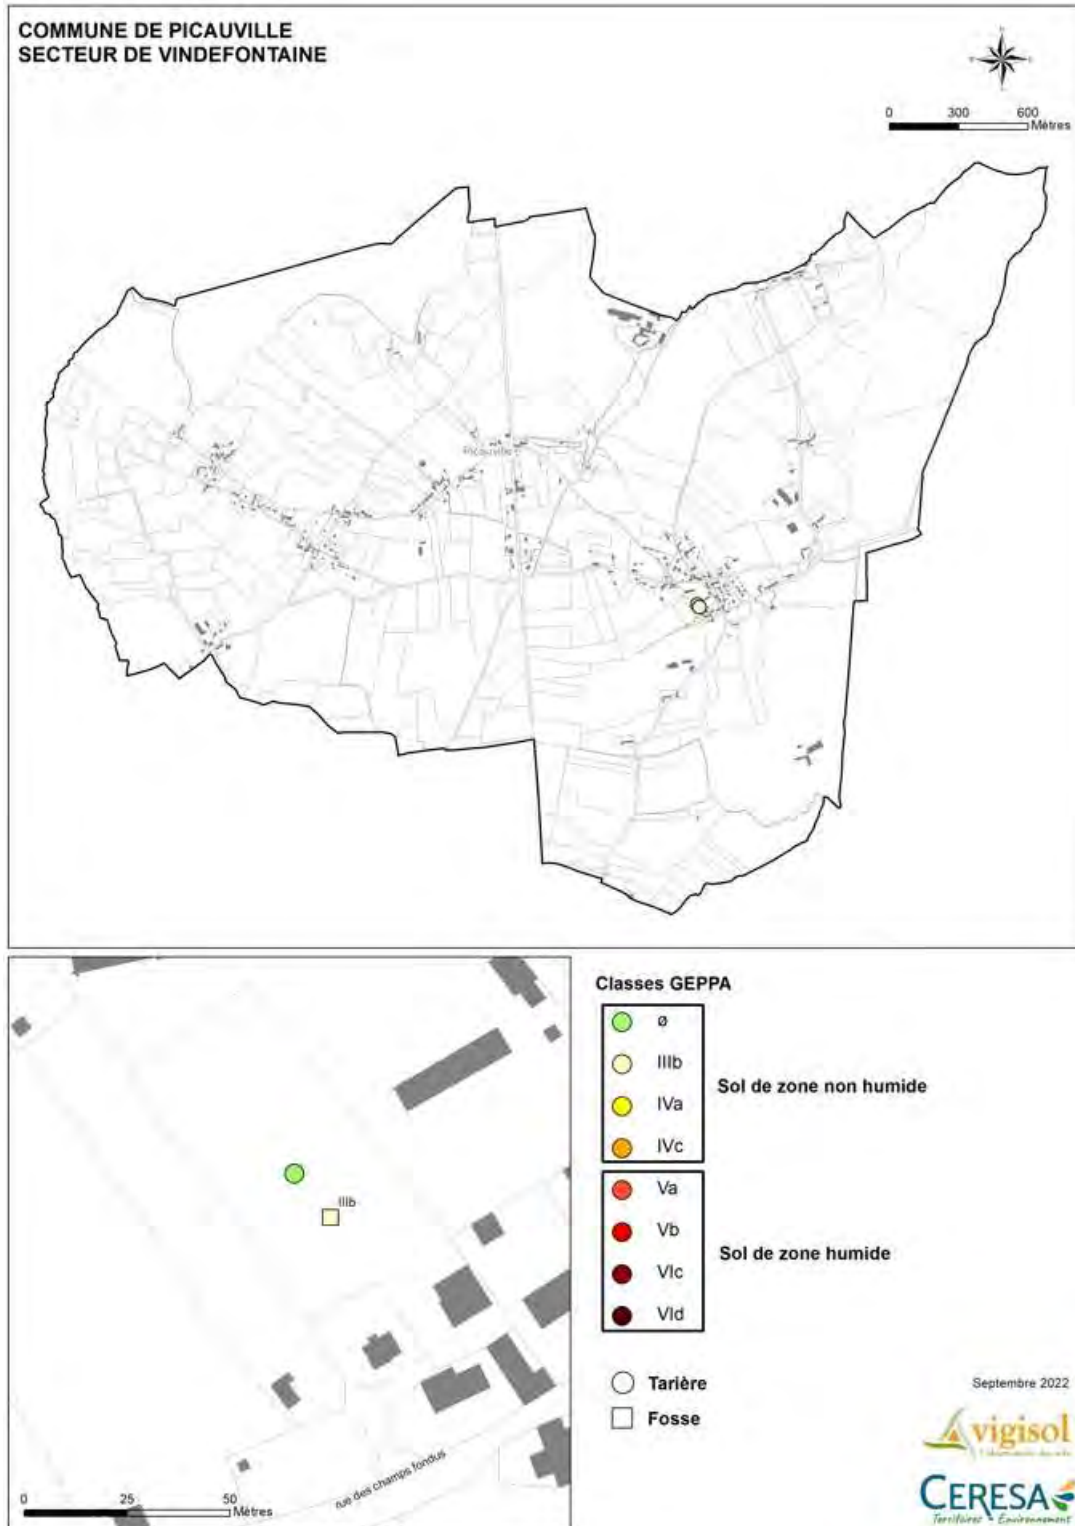 COMMUNE DE PICAUVILLE
SECTEUR DE VINDEFONTAINE
0 300 600
Mètres
Picauville
Classes GEPPA
ø
IIIb
IVa
IVc
Sol de zone non humide
Va
Vb
VIc
VId
Sol de zone humide
Tarière
Fosse
IIIb
rue des champs fondus
0 25 50
Mètres
Septembre 2022
vigisol
CERESA
Territoires Environnement